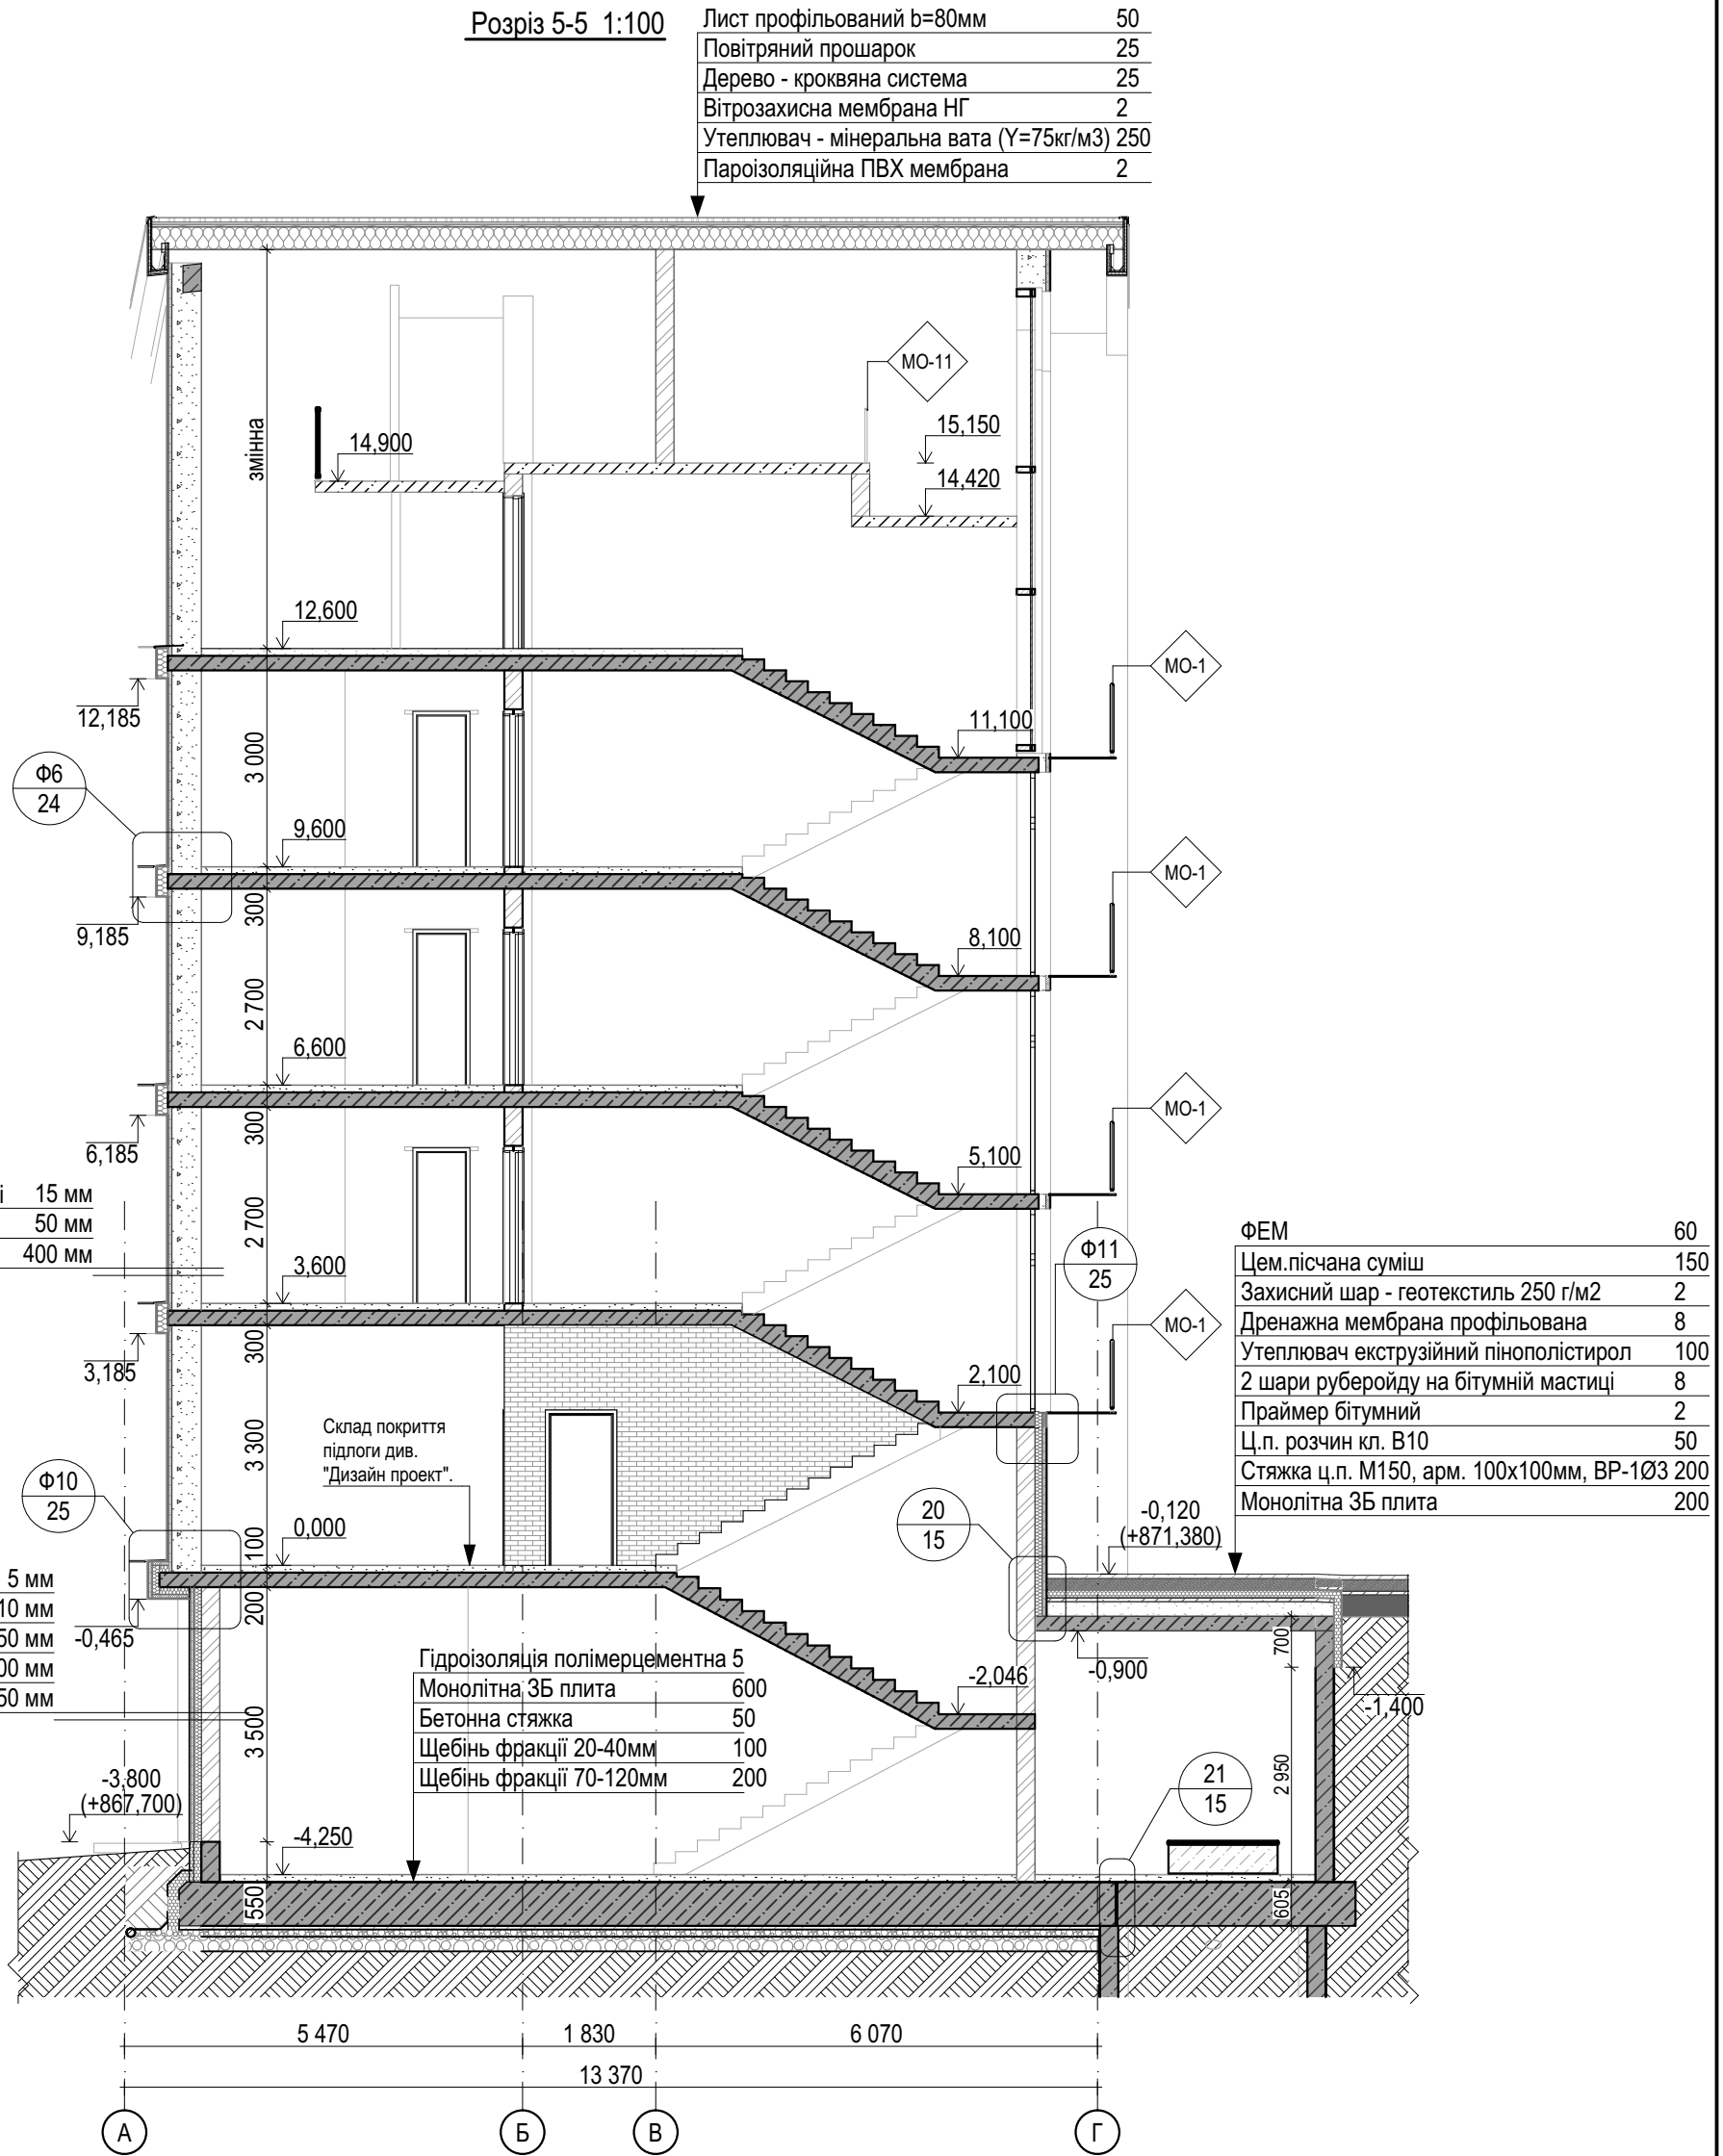 Розріз 5-5 1:100
Лист профільований b=80мм 50
Повітряний прошарок 25
Дерево - кроквяна система 25
Вітрозахисна мембрана НГ 2
Утеплювач - мінеральна вата (Y=75кг/м3) 250
Пароізоляційна ПВХ мембрана 2
МО-11
змінна
14,900
15,150
14,420
12,600
12,185
11,100
МО-1
3 000
Ф6
24
9,600
9,185
300
8,100
МО-1
2 700
6,600
6,185
300
5,100
МО-1
і 15 мм
50 мм
400 мм
2 700
3,600
3,185
300
2,100
Ф11
25
МО-1
ФЕМ 60
Цем.пісчана суміш 150
Захисний шар - геотекстиль 250 г/м2 2
Дренажна мембрана профільована 8
Утеплювач екструзійний пінополістирол 100
2 шари руберойду на бітумній мастиці 8
Праймер бітумний 2
Ц.п. розчин кл. В10 50
Стяжка ц.п. М150, арм. 100х100мм, ВР-1Ø3 200
Монолітна ЗБ плита 200
Склад покриття
підлоги див.
"Дизайн проект".
3 300
Ф10
25
0,000
100
20
15
-0,120
(+871,380)
5 мм
10 мм
50 мм
00 мм
50 мм
-0,465
200
-0,900
700
-1,400
Гідроізоляція полімерцементна 5
Монолітна ЗБ плита 600
Бетонна стяжка 50
Щебінь фракції 20-40мм 100
Щебінь фракції 70-120мм 200
-2,046
3 500
2 950
21
15
-3,800
(+867,700)
-4,250
550
605
5 470
1 830
6 070
13 370
А
Б
В
Г